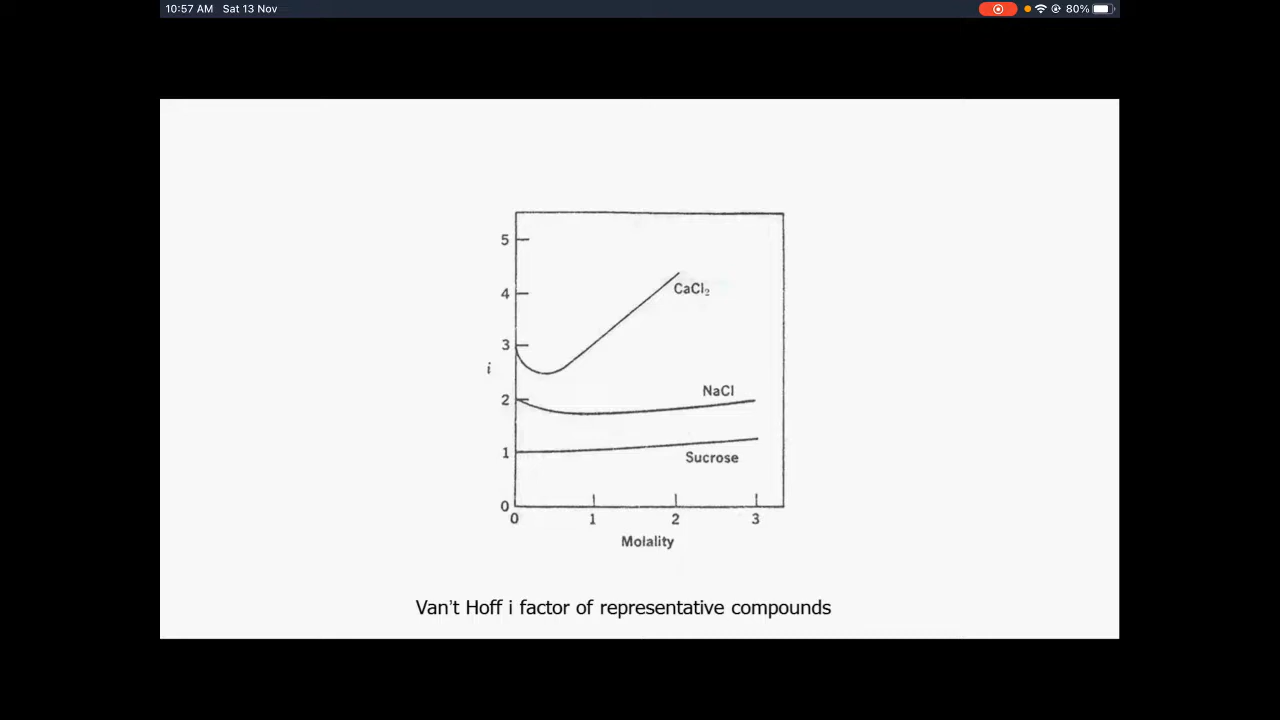 10:57 AM Sat 13 Nov
80%
5
4
CaCl₂
3
i
NaCl
2
1
Sucrose
0
0 1 2 3
Molality
Van't Hoff i factor of representative compounds